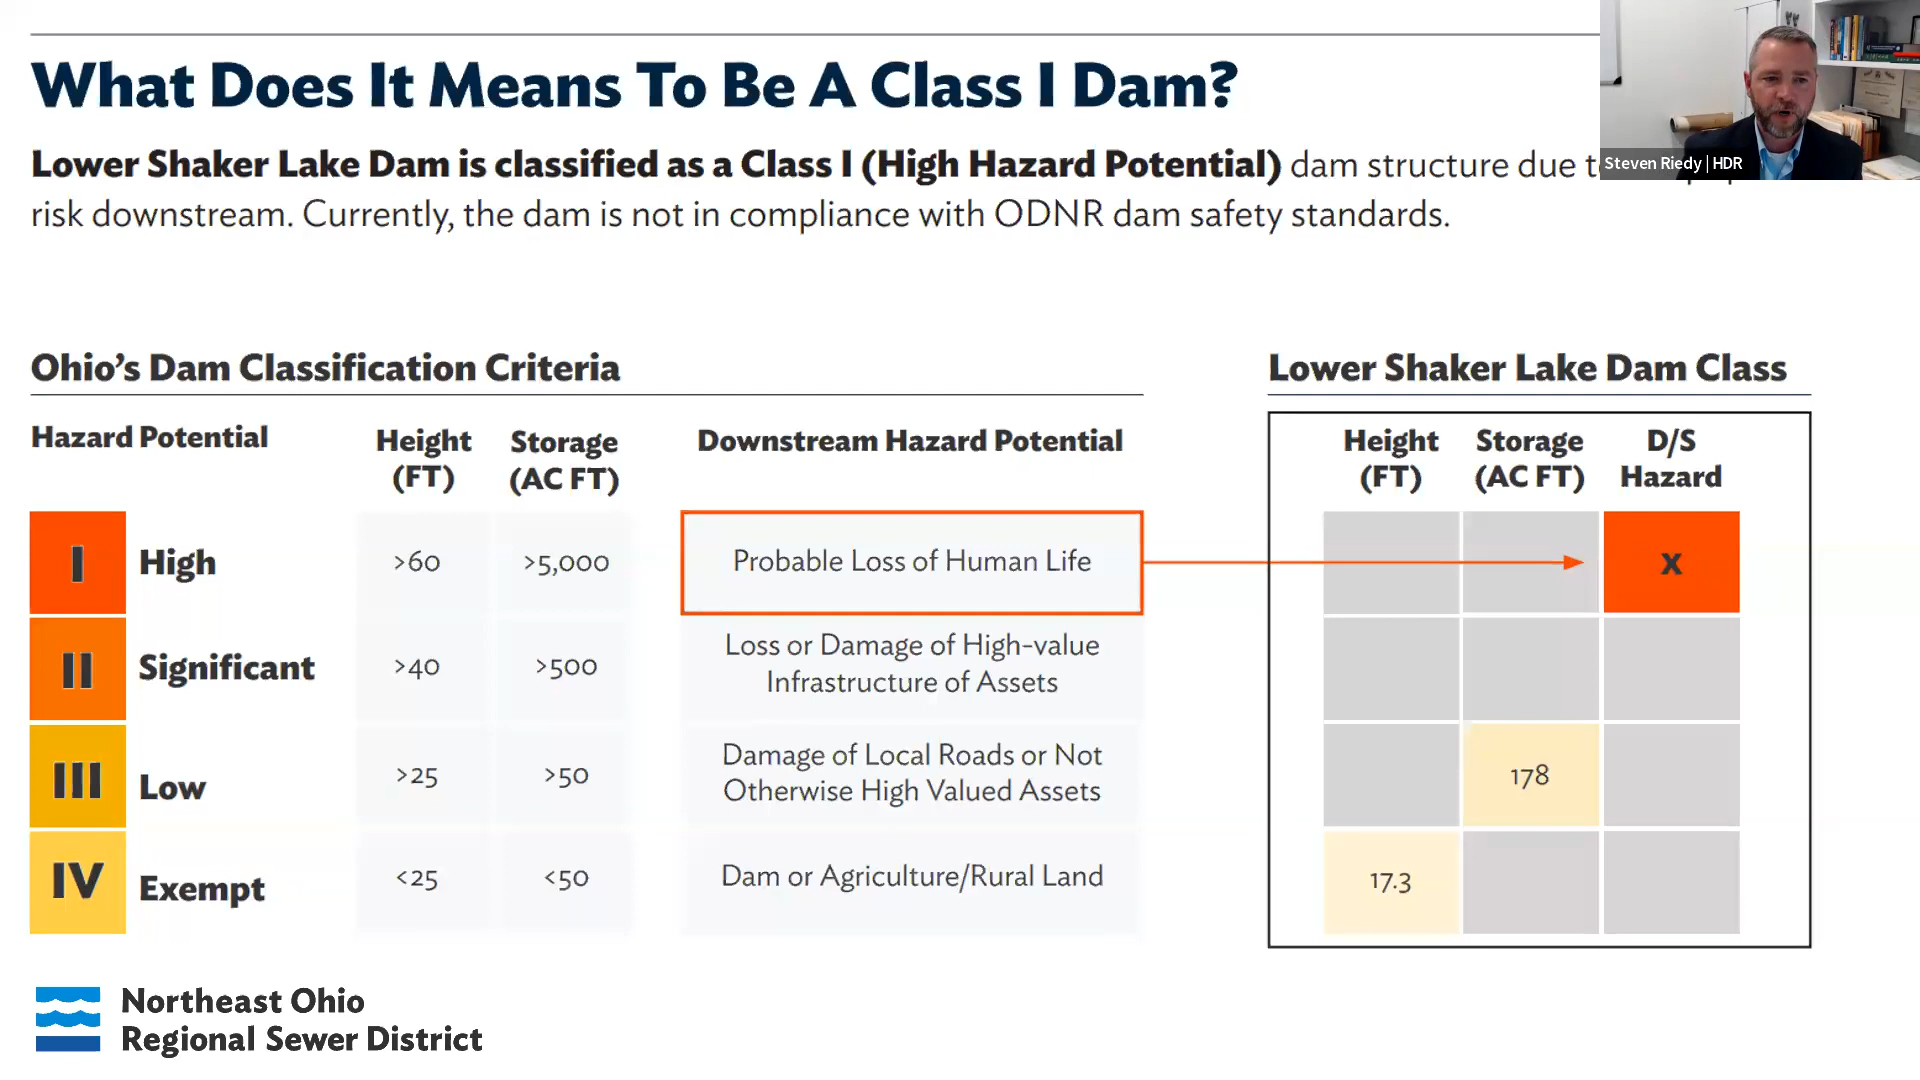 What Does It Means To Be A Class I Dam?
Lower Shaker Lake Dam is classified as a Class I (High Hazard Potential) dam structure due
risk downstream. Currently, the dam is not in compliance with ODNR dam safety standards.
Steven Riedy | HDR
Ohio's Dam Classification Criteria
Hazard Potential
Height
(FT)
Storage
(AC FT)
Downstream Hazard Potential
I
High
>60
>5,000
Probable Loss of Human Life
II
Significant
>40
>500
Loss or Damage of High-value
Infrastructure of Assets
III
Low
>25
>50
Damage of Local Roads or Not
Otherwise High Valued Assets
IV
Exempt
<25
<50
Dam or Agriculture/Rural Land
Lower Shaker Lake Dam Class
Height
(FT)
Storage
(AC FT)
D/S
Hazard
X
178
17.3
Northeast Ohio
Regional Sewer District